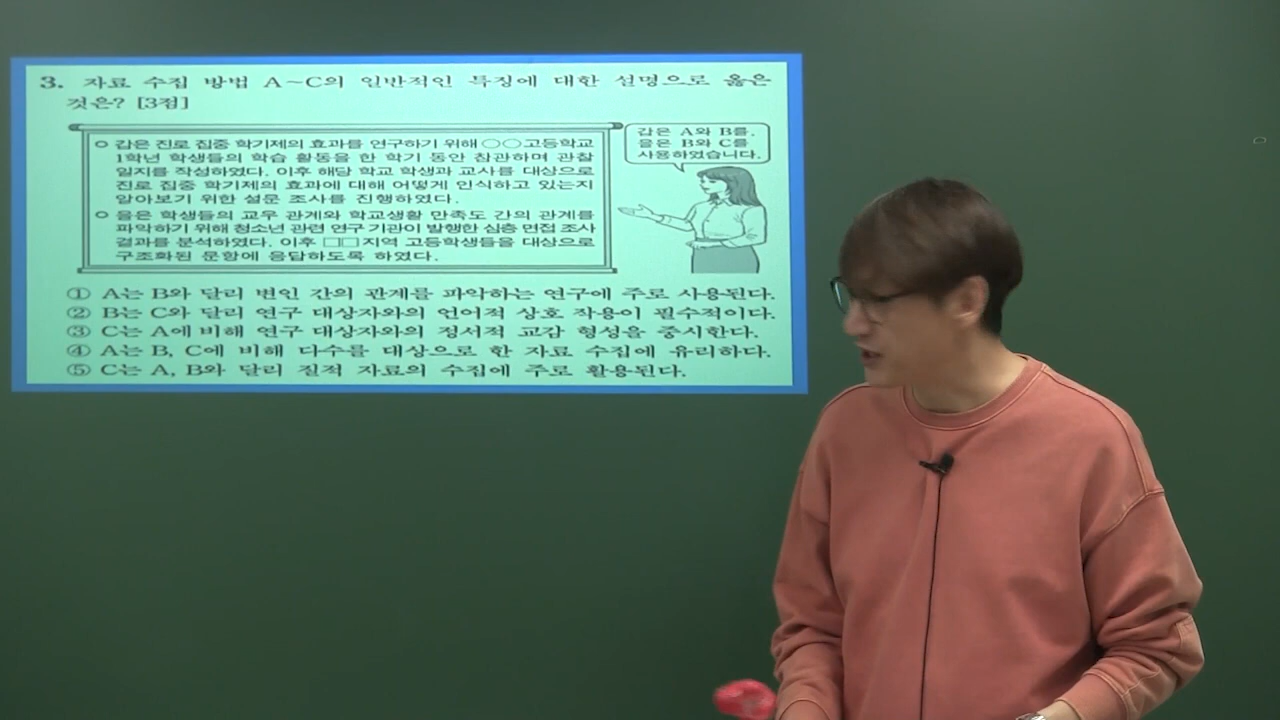 3. 자료 수집 방법 A~C의 일반적인 특징에 대한 설명으로 옳은
것은? [3점]
○ 갑은 진로 집중 학기제의 효과를 연구하기 위해 ○○고등학교
1학년 학생들의 학습 활동을 한 학기 동안 참관하며 관찰
일지를 작성하였다. 이후 해당 학교 학생과 교사를 대상으로
진로 집중 학기제의 효과에 대해 어떻게 인식하고 있는지
알아보기 위한 설문 조사를 진행하였다.
○ 을은 학생들의 교우 관계와 학교생활 만족도 간의 관계를
파악하기 위해 청소년 관련 연구 기관이 발행한 심층 면접 조사
결과를 분석하였다. 이후 □□지역 고등학생들을 대상으로
구조화된 문항에 응답하도록 하였다.
갑은 A와 B를,
을은 B와 C를
사용하였습니다.
① A는 B와 달리 변인 간의 관계를 파악하는 연구에 주로 사용된다.
② B는 C와 달리 연구 대상자와의 언어적 상호 작용이 필수적이다.
③ C는 A에 비해 연구 대상자와의 정서적 교감 형성을 중시한다.
④ A는 B, C에 비해 다수를 대상으로 한 자료 수집에 유리하다.
⑤ C는 A, B와 달리 질적 자료의 수집에 주로 활용된다.